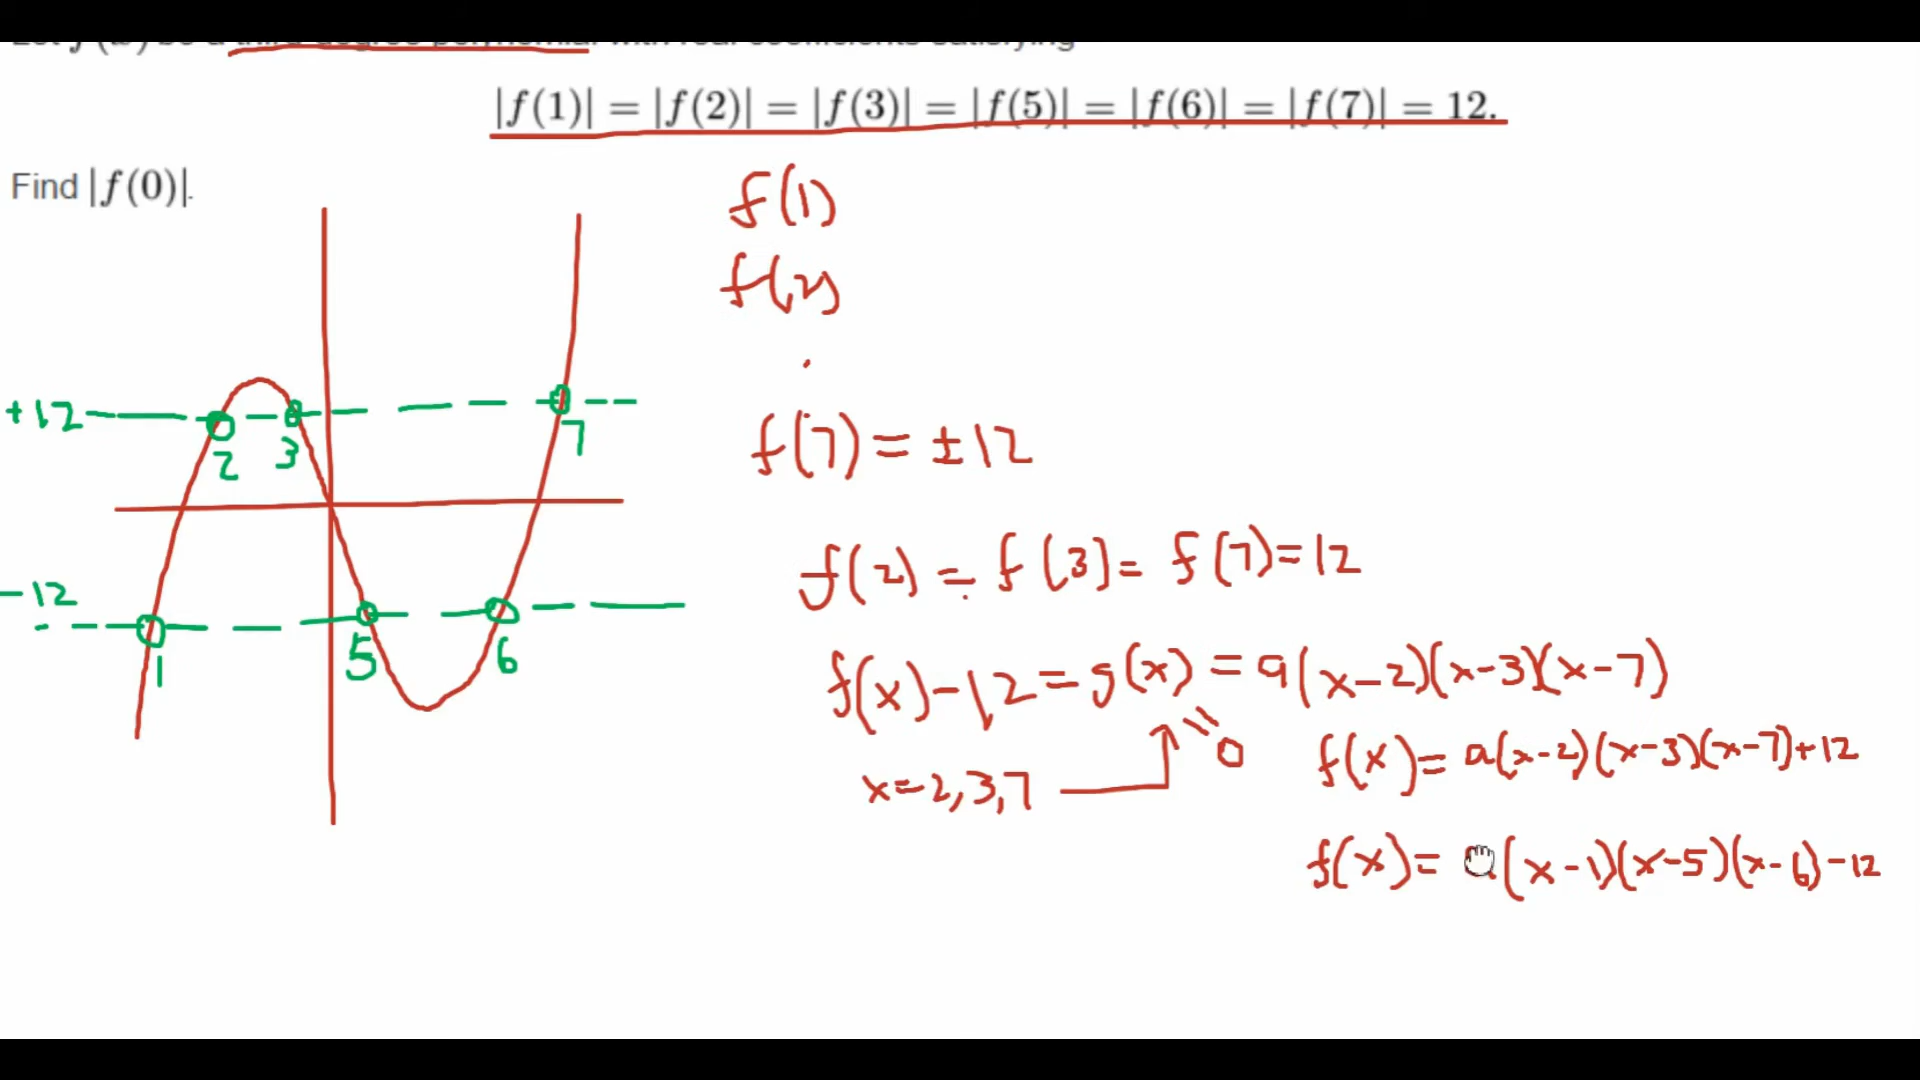 |f(1)| = |f(2)| = |f(3)| = |f(5)| = |f(6)| = |f(7)| = 12.
Find |f(0)|.
f(1)
f(2)
.
f(7) = ±12
+12
2
3
7
-12
1
5
6
f(2) = f(3) = f(7) = 12
f(x) - 12 = g(x) = a(x-2)(x-3)(x-7)
0
x=2,3,7
f(x) = a(x-2)(x-3)(x-7)+12
f(x) = (x-1)(x-5)(x-6)-12